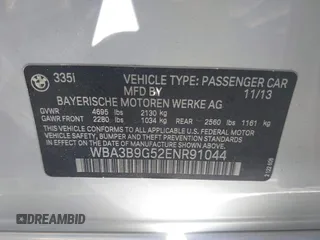 335I
VEHICLE TYPE: PASSENGER CAR
MFD BY 11/13
BAYERISCHE MOTOREN WERKE AG
GVWR 4695 LBS 2130 KG
GAWR FRONT 2280 LBS 1034 KG REAR 2560 LBS 1161 KG
THIS VEHICLE CONFORMS TO ALL APPLICABLE FEDERAL MOTOR VEHICLE SAFETY, BUMPER, AND THEFT PREVENTION STANDARDS IN EFFECT ON THE DATE OF MANUFACTURE SHOWN ABOVE.
WBA3B9G52ENR91044
BIDCARS